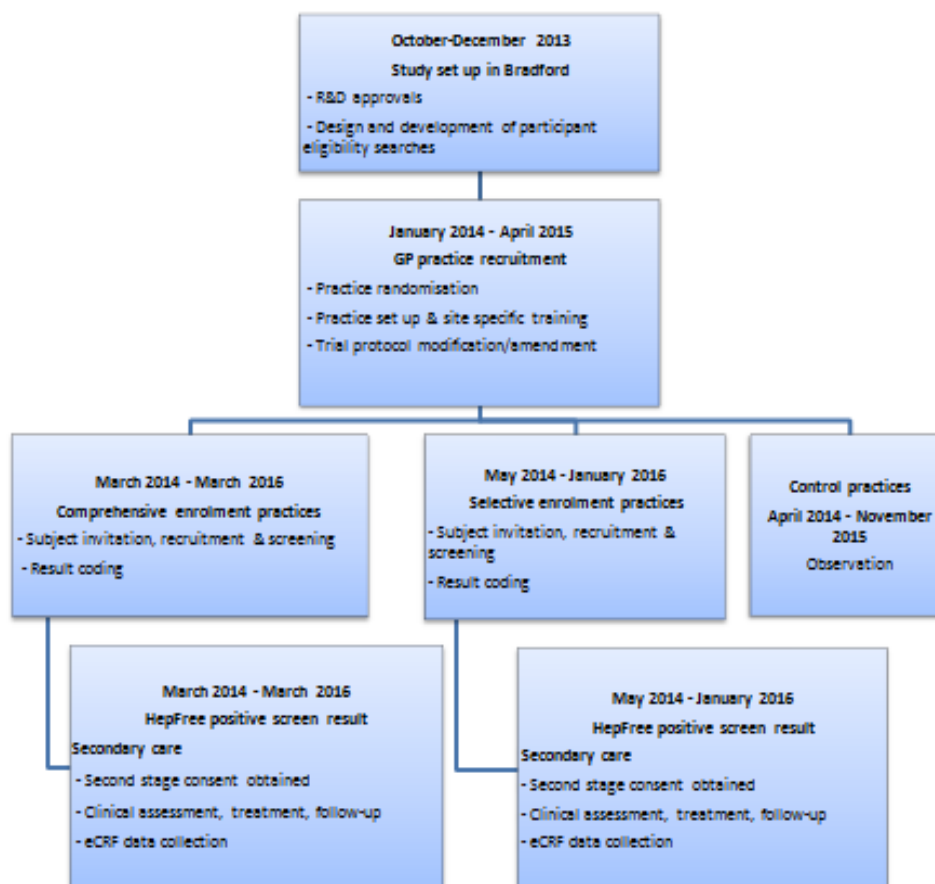 October-December 2013
Study set up in Bradford
- R&D approvals
- Design and development of participant
eligibility searches
January 2014 - April 2015
GP practice recruitment
- Practice randomisation
- Practice set up & site specific training
- Trial protocol modification/amendment
March 2014 - March 2016
Comprehensive enrolment practices
- Subject invitation, recruitment & screening
- Result coding
May 2014 - January 2016
Selective enrolment practices
- Subject invitation, recruitment &
screening
- Result coding
Control practices
April 2014 - November
2015
Observation
March 2014 - March 2016
HepFree positive screen result
Secondary care
- Second stage consent obtained
- Clinical assessment, treatment, follow-up
- eCRF data collection
May 2014 - January 2016
HepFree positive screen result
Secondary care
- Second stage consent obtained
- Clinical assessment, treatment, follow-up
- eCRF data collection